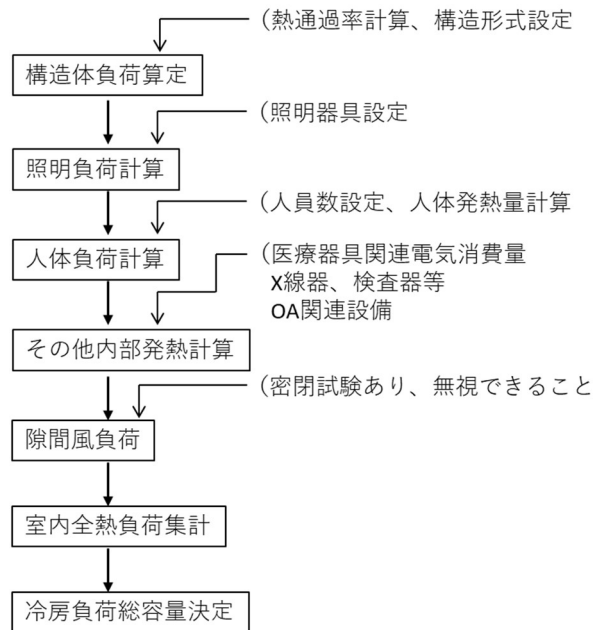 （熱通過率計算、構造形式設定
構造体負荷算定
（照明器具設定
照明負荷計算
（人員数設定、人体発熱量計算
人体負荷計算
（医療器具関連電気消費量
X線器、検査器等
OA関連設備
その他内部発熱計算
（密閉試験あり、無視できること
隙間風負荷
室内全熱負荷集計
冷房負荷総容量決定